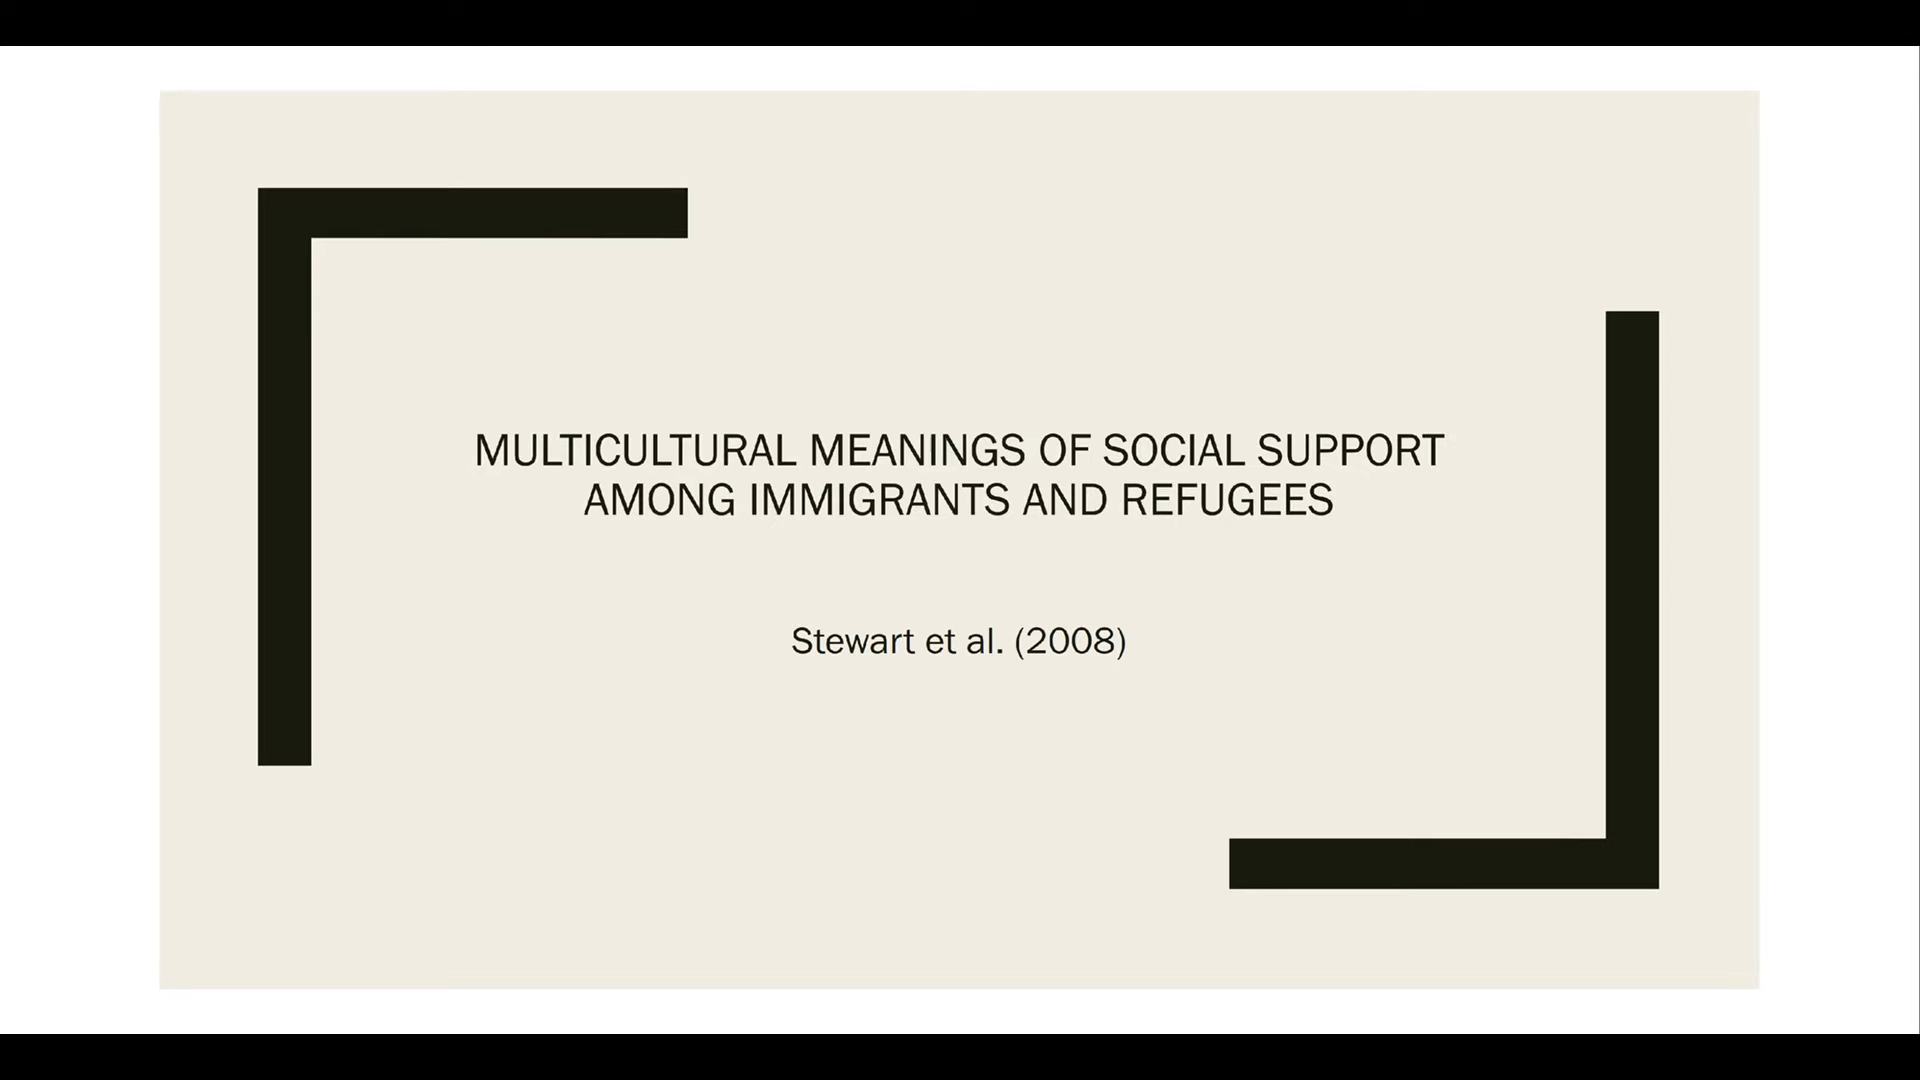 MULTICULTURAL MEANINGS OF SOCIAL SUPPORT
AMONG IMMIGRANTS AND REFUGEES
Stewart et al. (2008)